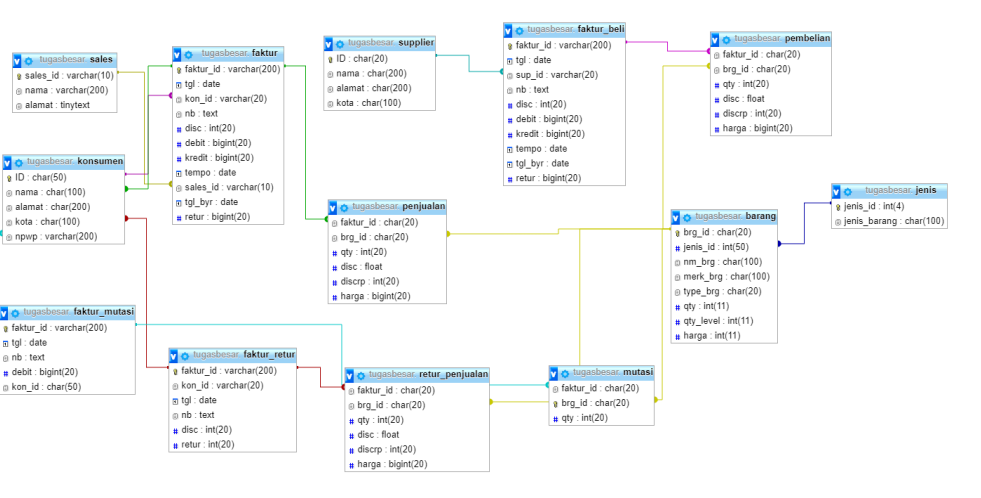 tugasbesar sales
sales_id : varchar(10)
nama : varchar(200)
alamat : tinytext
tugasbesar faktur
faktur_id : varchar(200)
tgl : date
kon_id : varchar(20)
nb : text
disc : int(20)
debit : bigint(20)
kredit : bigint(20)
tempo : date
sales_id : varchar(10)
tgl_byr : date
retur : bigint(20)
tugasbesar supplier
ID : char(20)
nama : char(200)
alamat : char(200)
kota : char(100)
tugasbesar faktur_beli
faktur_id : varchar(200)
tgl : date
sup_id : varchar(20)
nb : text
disc : int(20)
debit : bigint(20)
kredit : bigint(20)
tempo : date
tgl_byr : date
retur : bigint(20)
tugasbesar pembelian
faktur_id : char(20)
brg_id : char(20)
qty : int(20)
disc : float
discrp : int(20)
harga : bigint(20)
tugasbesar konsumen
ID : char(50)
nama : char(100)
alamat : char(200)
kota : char(100)
npwp : varchar(200)
tugasbesar penjualan
faktur_id : char(20)
brg_id : char(20)
qty : int(20)
disc : float
discrp : int(20)
harga : bigint(20)
tugasbesar barang
brg_id : char(20)
jenis_id : int(50)
nm_brg : char(100)
merk_brg : char(100)
type_brg : char(20)
qty : int(11)
qty_level : int(11)
harga : int(11)
tugasbesar jenis
jenis_id : int(4)
jenis_barang : char(100)
tugasbesar faktur_mutasi
faktur_id : varchar(200)
tgl : date
nb : text
debit : bigint(20)
kon_id : char(50)
tugasbesar faktur_retur
faktur_id : varchar(200)
kon_id : varchar(20)
tgl : date
nb : text
disc : int(20)
retur : int(20)
tugasbesar retur_penjualan
faktur_id : char(20)
brg_id : char(20)
qty : int(20)
disc : float
discrp : int(20)
harga : bigint(20)
tugasbesar mutasi
faktur_id : char(20)
brg_id : char(20)
qty : int(20)